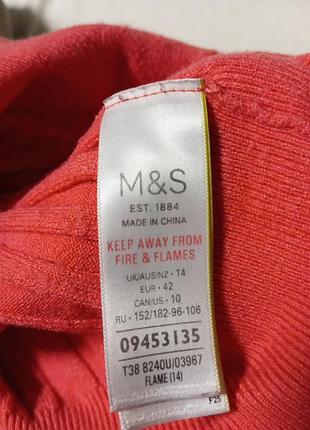 M&S
EST. 1884
MADE IN CHINA
KEEP AWAY FROM
FIRE & FLAMES
UK/AUS/NZ • 14
EUR • 42
CAN/US • 10
RU • 152/182-96-106
09453135
T38 8240U/03967
FLAME (14)
F25